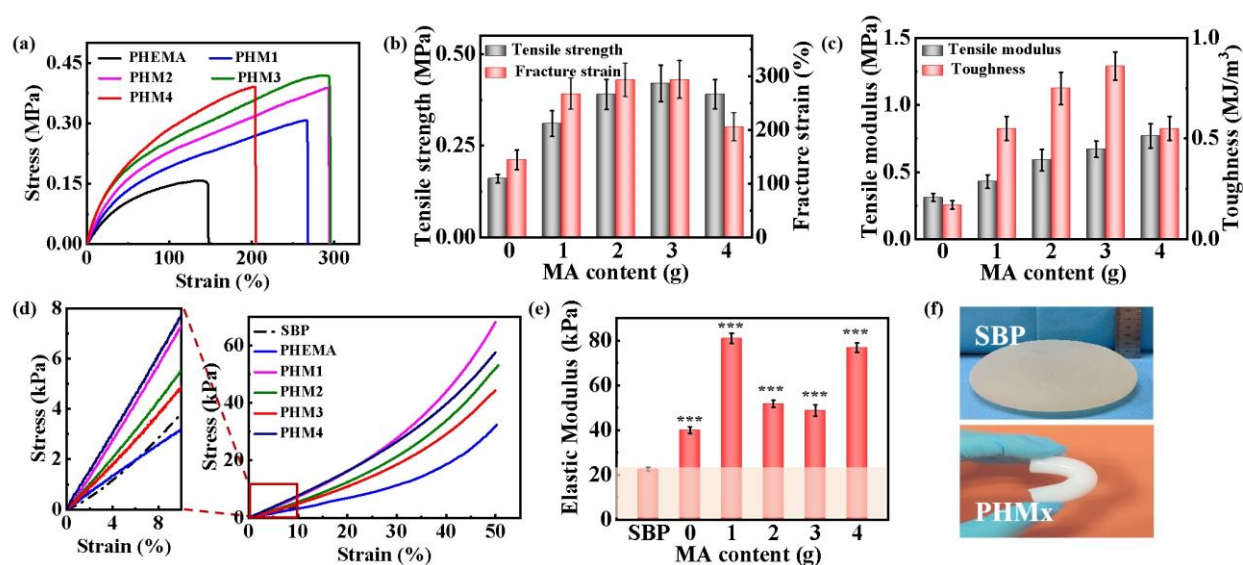 (a)
PHEMA PHM1
PHM2 PHM3
PHM4
0.45
0.30
0.15
0.00
Stress (MPa)
0 100 200 300
Strain (%)
(b)
Tensile strength
Fracture strain
0.50
0.25
0.00
Tensile strength (MPa)
300
200
100
0
Fracture strain (%)
0 1 2 3 4
MA content (g)
(c)
Tensile modulus
Toughness
1.5
1.0
0.5
0.0
Tensile modulus (MPa)
1.0
0.5
0.0
Toughness (MJ/m³)
0 1 2 3 4
MA content (g)
(d)
8
6
4
2
0
Stress (kPa)
0 4 8
Strain (%)
SBP
PHEMA
PHM1
PHM2
PHM3
PHM4
60
40
20
0
Stress (kPa)
0 10 20 30 40 50
Strain (%)
(e)
80
60
40
20
0
Elastic Modulus (kPa)
*** *** *** *** ***
SBP 0 1 2 3 4
MA content (g)
(f)
SBP
PHMx